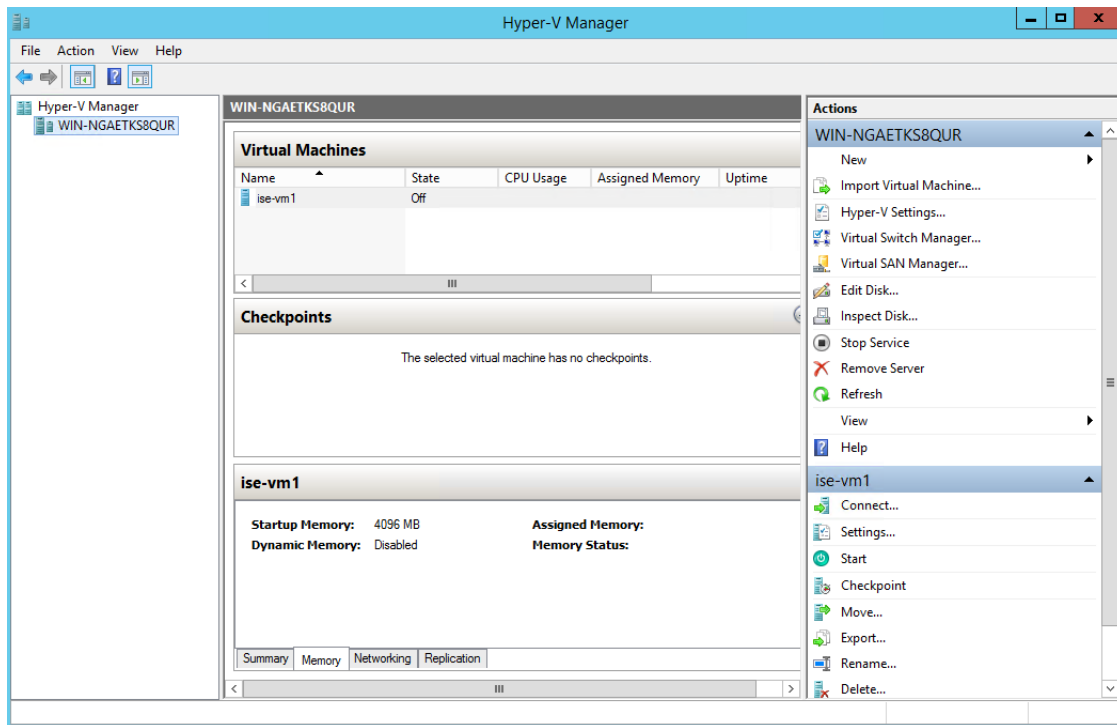 Hyper-V Manager
File Action View Help
Hyper-V Manager
WIN-NGAETKS8QUR
WIN-NGAETKS8QUR
Virtual Machines
Name State CPU Usage Assigned Memory Uptime
ise-vm1 Off
Checkpoints
The selected virtual machine has no checkpoints.
ise-vm1
Startup Memory: 4096 MB Assigned Memory:
Dynamic Memory: Disabled Memory Status:
Summary Memory Networking Replication
Actions
WIN-NGAETKS8QUR
New
Import Virtual Machine...
Hyper-V Settings...
Virtual Switch Manager...
Virtual SAN Manager...
Edit Disk...
Inspect Disk...
Stop Service
Remove Server
Refresh
View
Help
ise-vm1
Connect...
Settings...
Start
Checkpoint
Move...
Export...
Rename...
Delete...